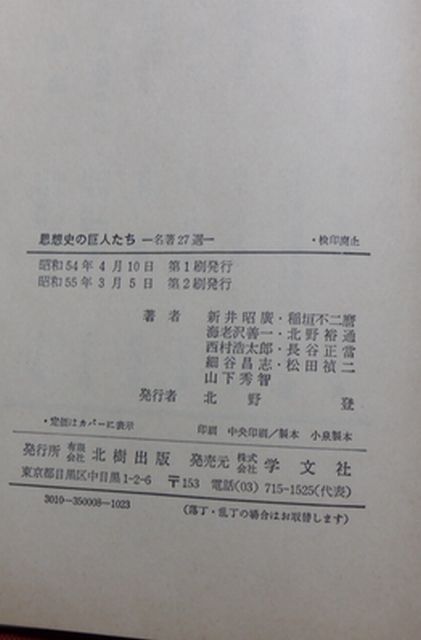 思想史の巨人たち ―名著27選― ・検印廃止
昭和54年4月10日 第1刷発行
昭和55年3月5日 第2刷発行
著者 新井昭廣・稲垣不二麿
海老沢善一・北野裕通
西村浩太郎・長谷正當
細谷昌志・松田禎二
山下秀智
発行者 北野登
・定価はカバーに表示 印刷 中央印刷／製本 小泉製本
発行所 有限会社 北樹出版 発売元 株式会社 学文社
東京都目黒区中目黒1-2-6 〒153 電話(03) 715-1525(代表)
3010―350008―1023 (落丁・乱丁の場合はお取替します)